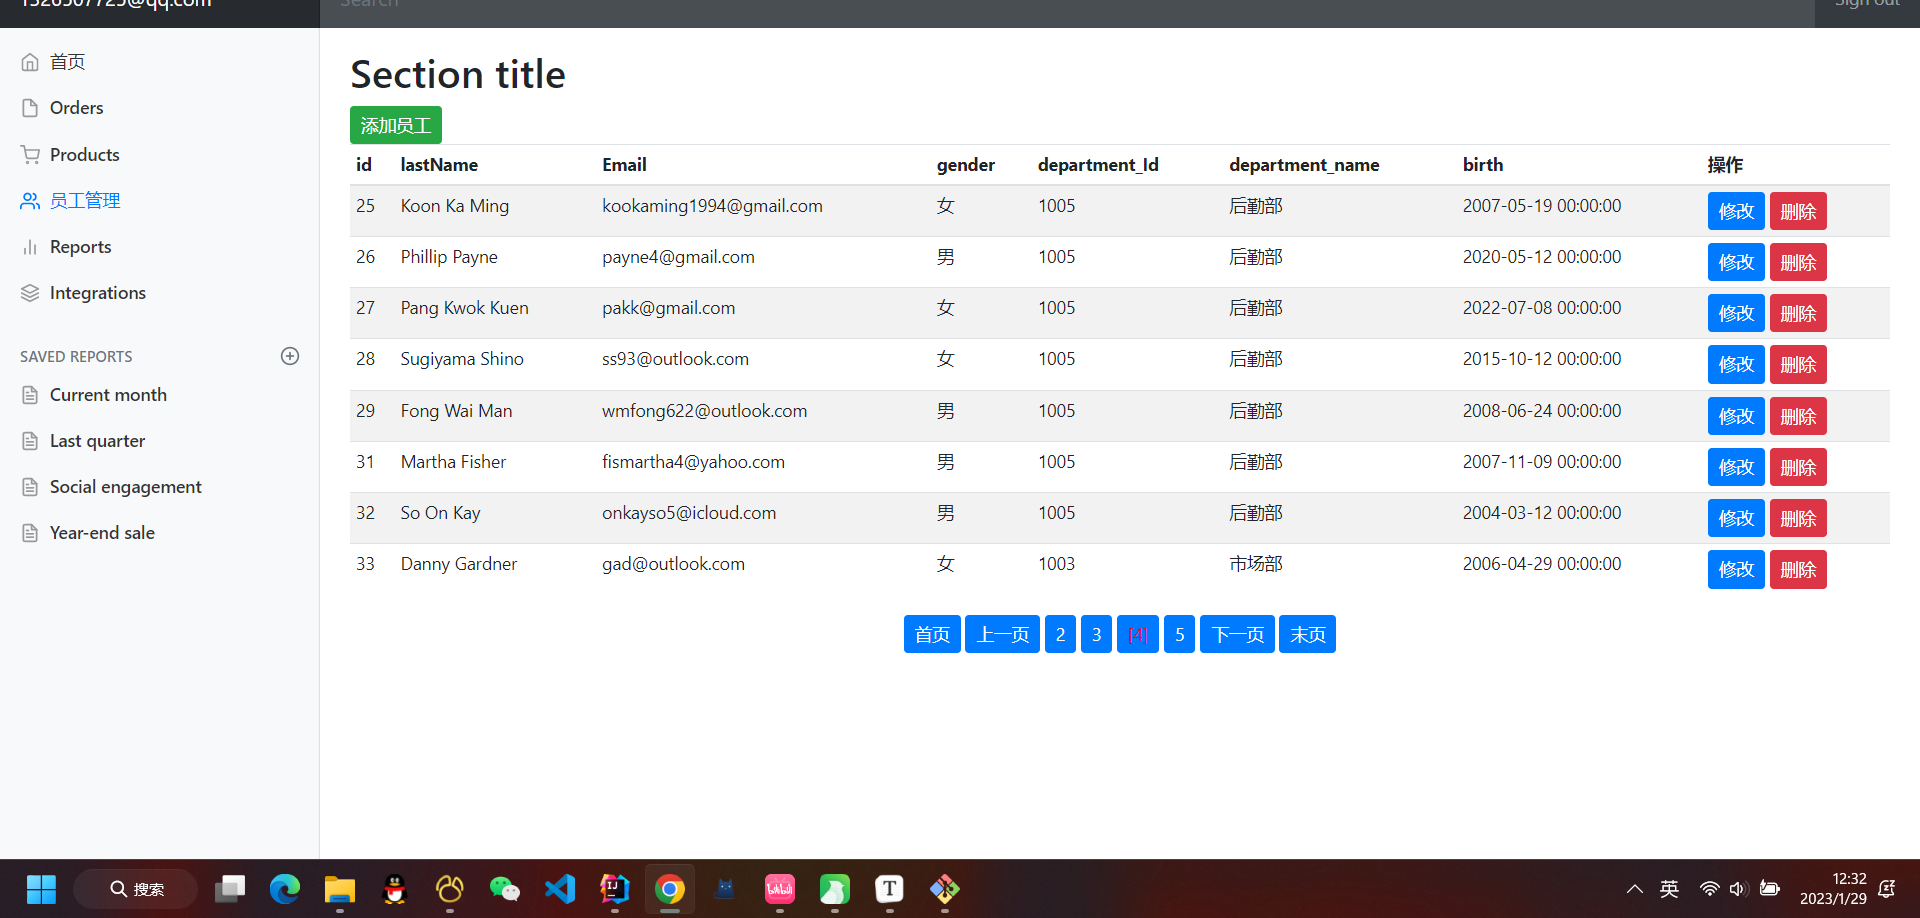 Search
Sign out
首页
Orders
Products
员工管理
Reports
Integrations
SAVED REPORTS
Current month
Last quarter
Social engagement
Year-end sale
Section title
添加员工
id lastName Email gender department_Id department_name birth 操作
25 Koon Ka Ming kookaming1994@gmail.com 女 1005 后勤部 2007-05-19 00:00:00 修改 删除
26 Phillip Payne payne4@gmail.com 男 1005 后勤部 2020-05-12 00:00:00 修改 删除
27 Pang Kwok Kuen pakk@gmail.com 女 1005 后勤部 2022-07-08 00:00:00 修改 删除
28 Sugiyama Shino ss93@outlook.com 女 1005 后勤部 2015-10-12 00:00:00 修改 删除
29 Fong Wai Man wmfong622@outlook.com 男 1005 后勤部 2008-06-24 00:00:00 修改 删除
31 Martha Fisher fismartha4@yahoo.com 男 1005 后勤部 2007-11-09 00:00:00 修改 删除
32 So On Kay onkayso5@icloud.com 男 1005 后勤部 2004-03-12 00:00:00 修改 删除
33 Danny Gardner gad@outlook.com 女 1003 市场部 2006-04-29 00:00:00 修改 删除
首页 上一页 2 3 [4] 5 下一页 末页
搜索
IJ
bilibili
T
英
12:32
2023/1/29